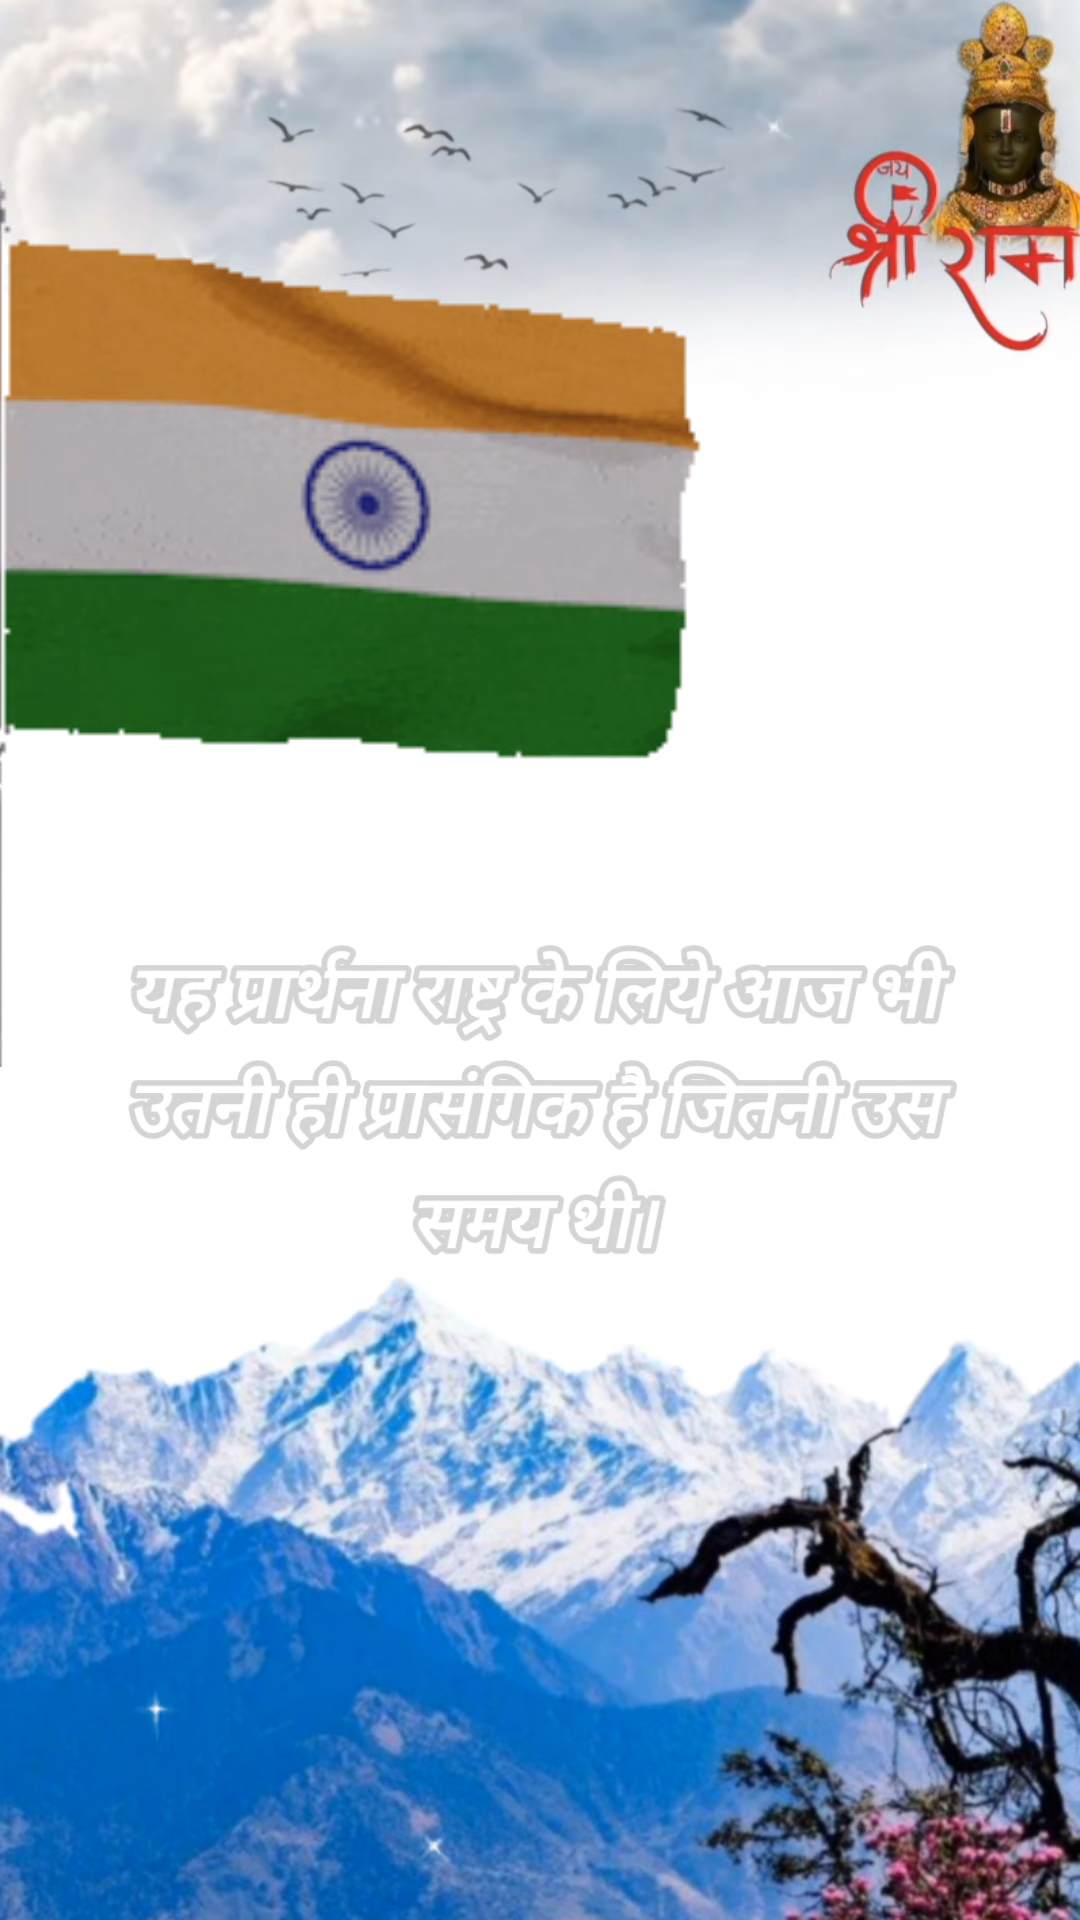 जय
श्री राम
यह प्रार्थना राष्ट्र के लिये आज भी
उतनी ही प्रासंगिक है जितनी उस
समय थी।